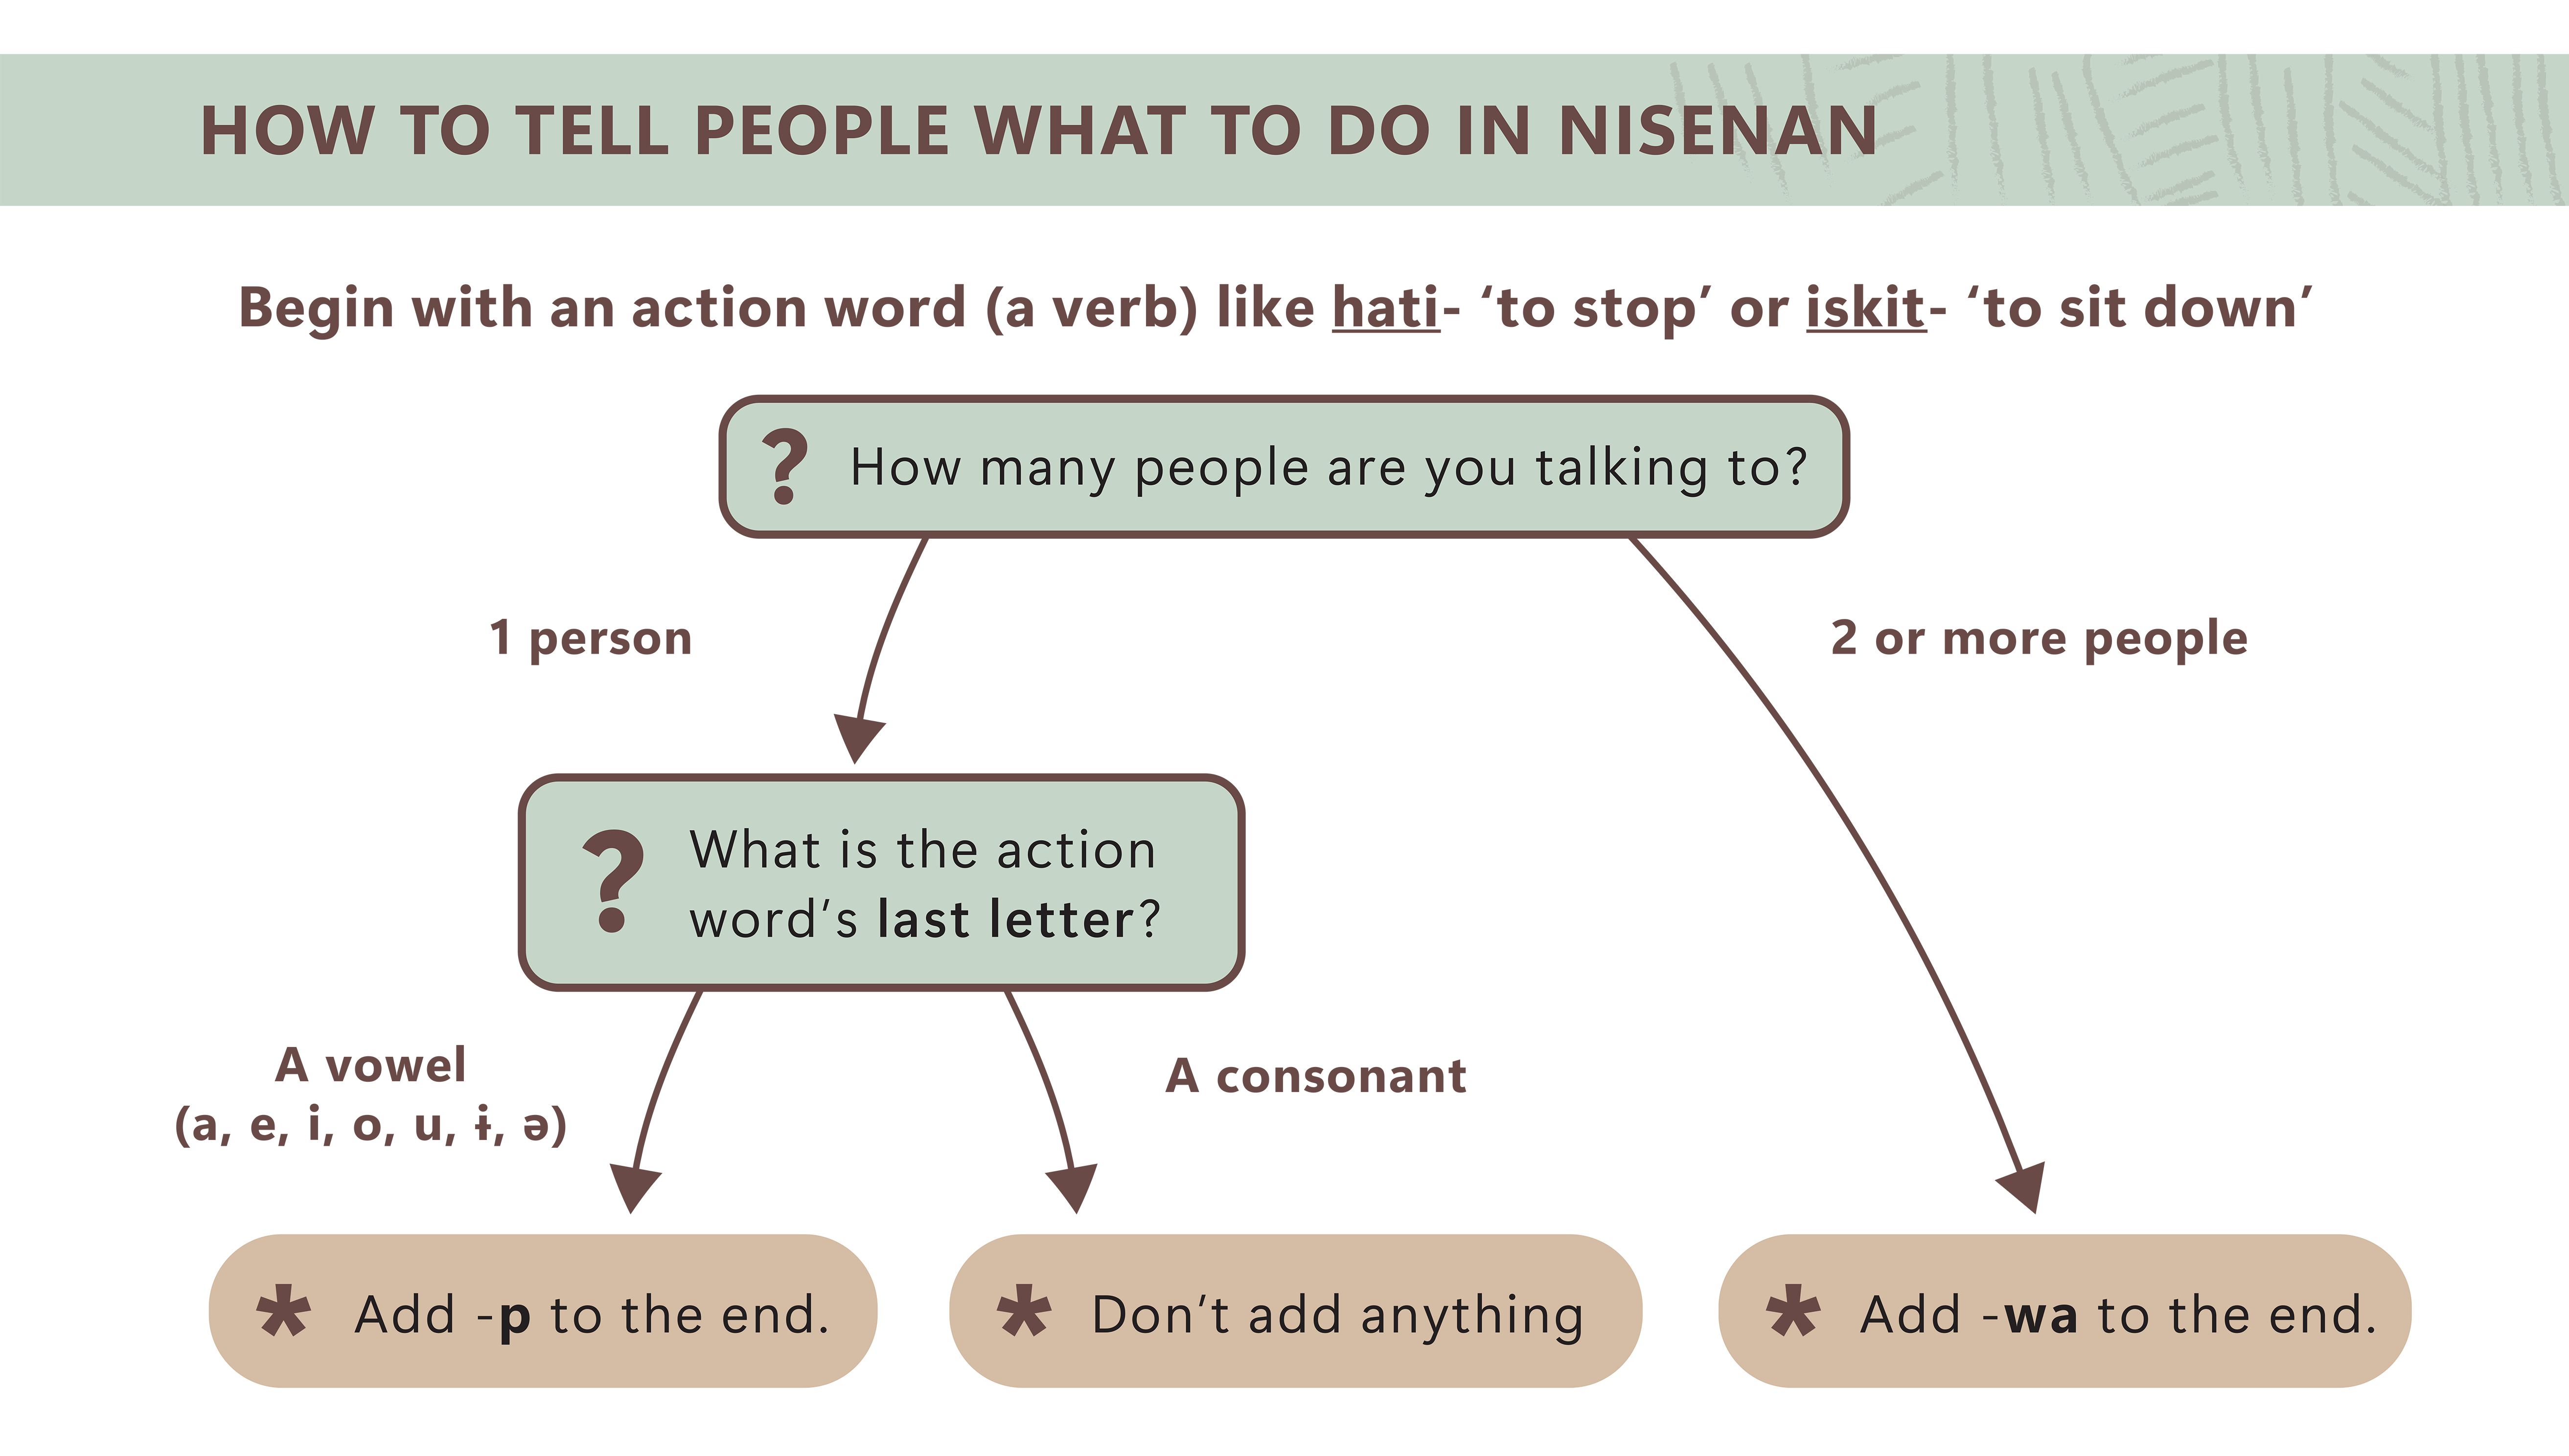 HOW TO TELL PEOPLE WHAT TO DO IN NISENAN
Begin with an action word (a verb) like hati- ‘to stop’ or iskit- ‘to sit down’
? How many people are you talking to?
1 person
2 or more people
? What is the action
word’s last letter?
A vowel
(a, e, i, o, u, ɨ, ə)
A consonant
* Add -p to the end.
* Don’t add anything
* Add -wa to the end.